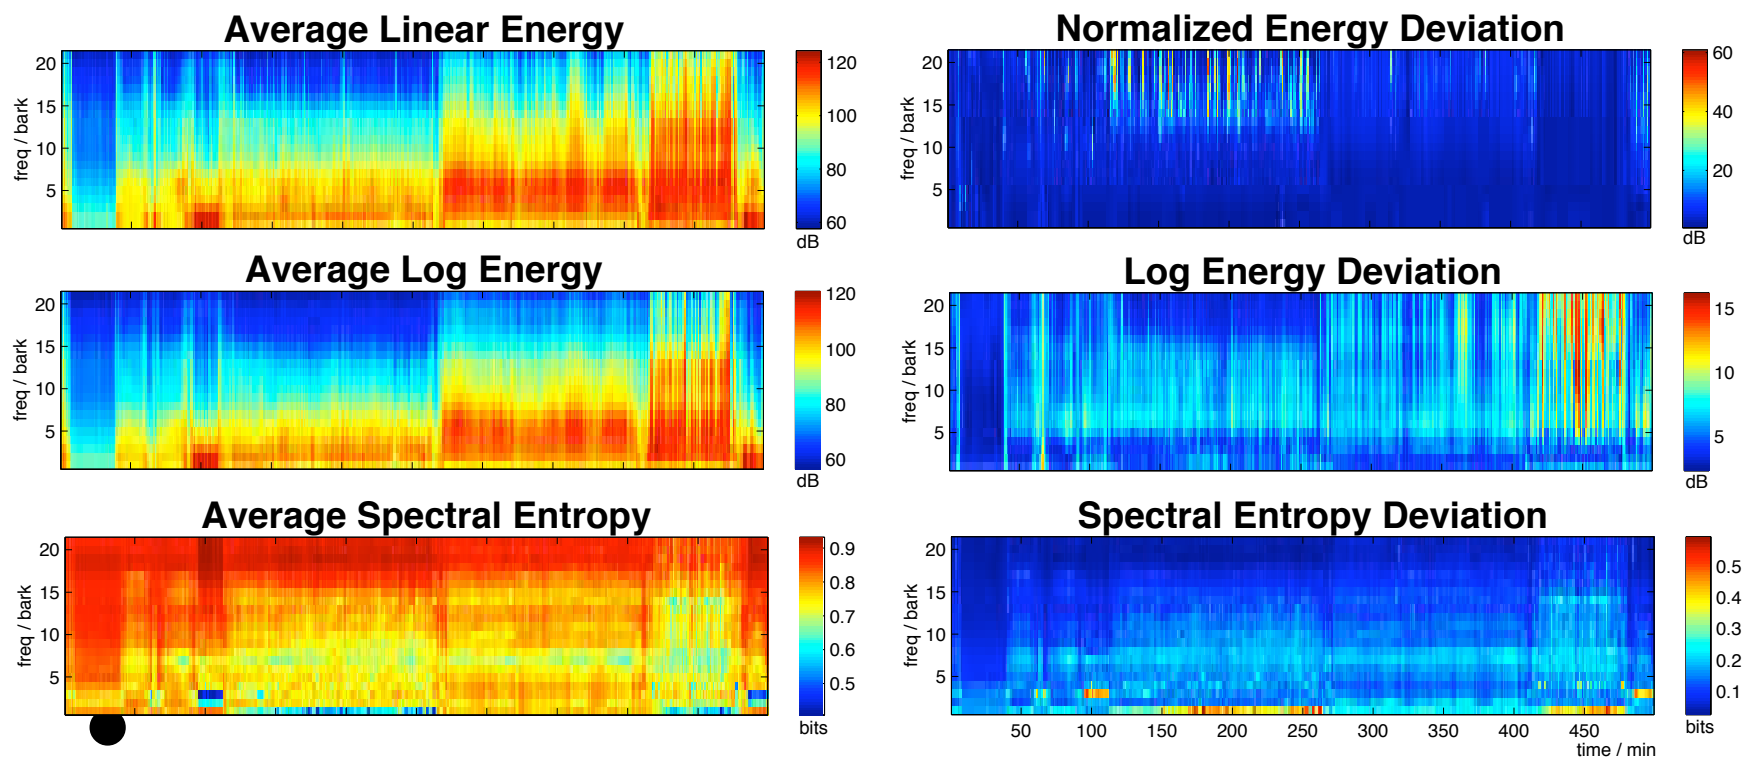 Average Linear Energy
20
15
10
5
freq / bark
120
100
80
60
dB
Normalized Energy Deviation
20
15
10
5
freq / bark
60
40
20
dB
Average Log Energy
20
15
10
5
freq / bark
120
100
80
60
dB
Log Energy Deviation
20
15
10
5
freq / bark
15
10
5
dB
Average Spectral Entropy
20
15
10
5
freq / bark
0.9
0.8
0.7
0.6
0.5
bits
Spectral Entropy Deviation
20
15
10
5
freq / bark
0.5
0.4
0.3
0.2
0.1
bits
50 100 150 200 250 300 350 400 450
time / min